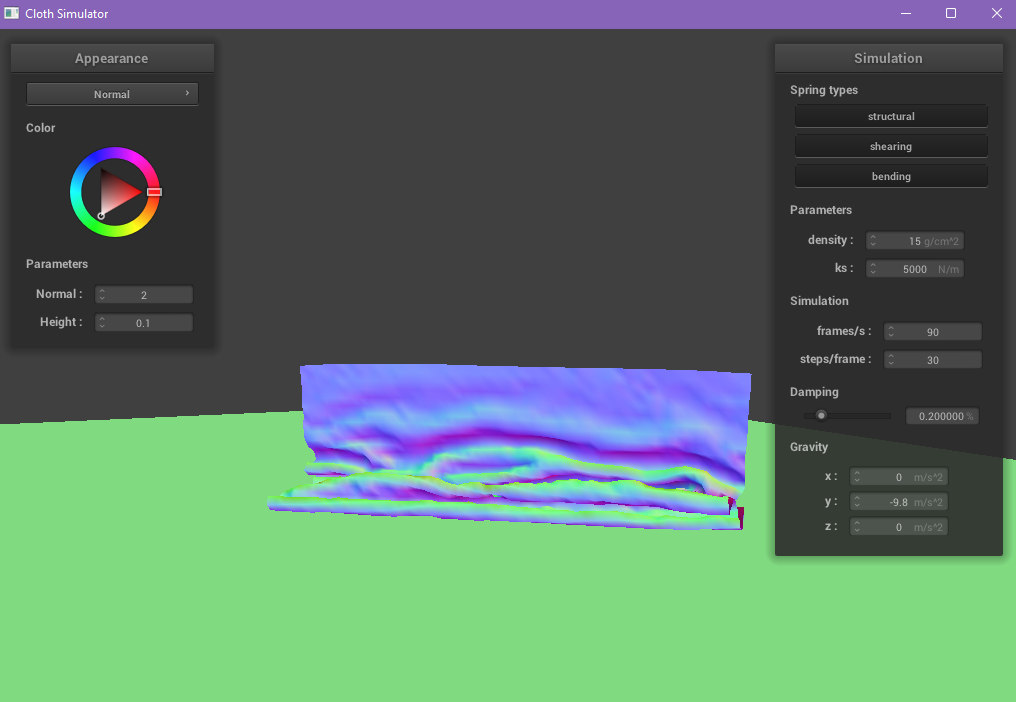 Cloth Simulator
Appearance
Normal
Color
Parameters
Normal : 2
Height : 0.1
Simulation
Spring types
structural
shearing
bending
Parameters
density : 15 g/cm^2
ks : 5000 N/m
Simulation
frames/s : 90
steps/frame : 30
Damping
0.200000 %
Gravity
x : 0 m/s^2
y : -9.8 m/s^2
z : 0 m/s^2